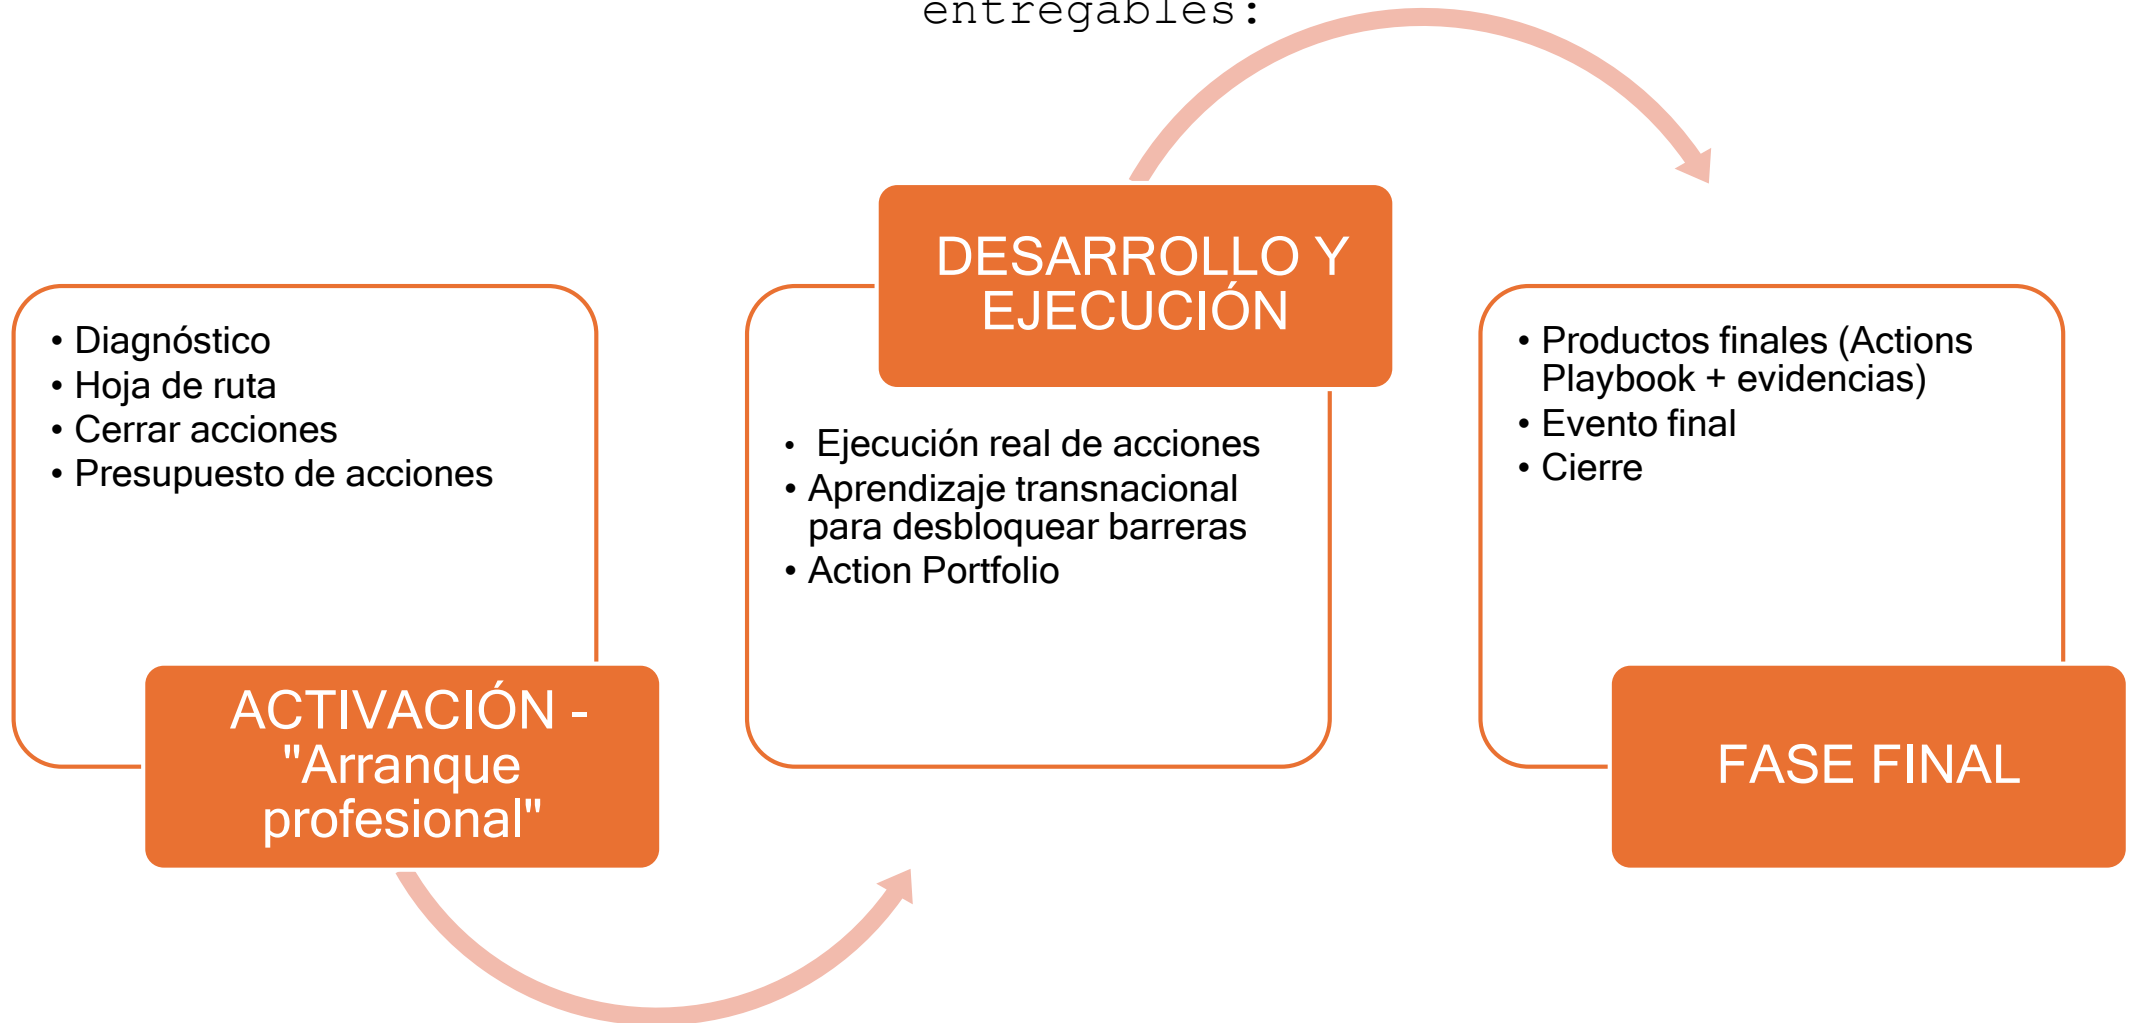 entregables:
• Diagnóstico
• Hoja de ruta
• Cerrar acciones
• Presupuesto de acciones
ACTIVACIÓN -
"Arranque
profesional"
DESARROLLO Y
EJECUCIÓN
• Ejecución real de acciones
• Aprendizaje transnacional
para desbloquear barreras
• Action Portfolio
• Productos finales (Actions
Playbook + evidencias)
• Evento final
• Cierre
FASE FINAL